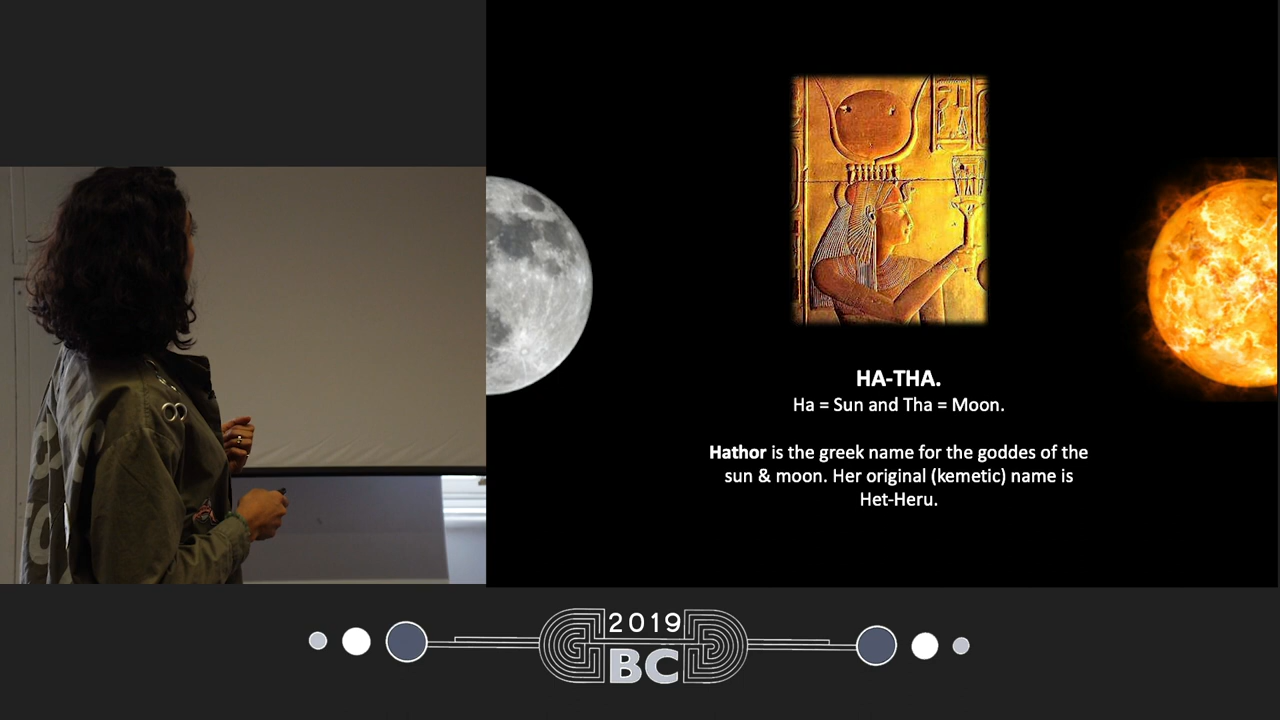 HA-THA.
Ha = Sun and Tha = Moon.
Hathor is the greek name for the goddes of the
sun & moon. Her original (kemetic) name is
Het-Heru.
2019
BC